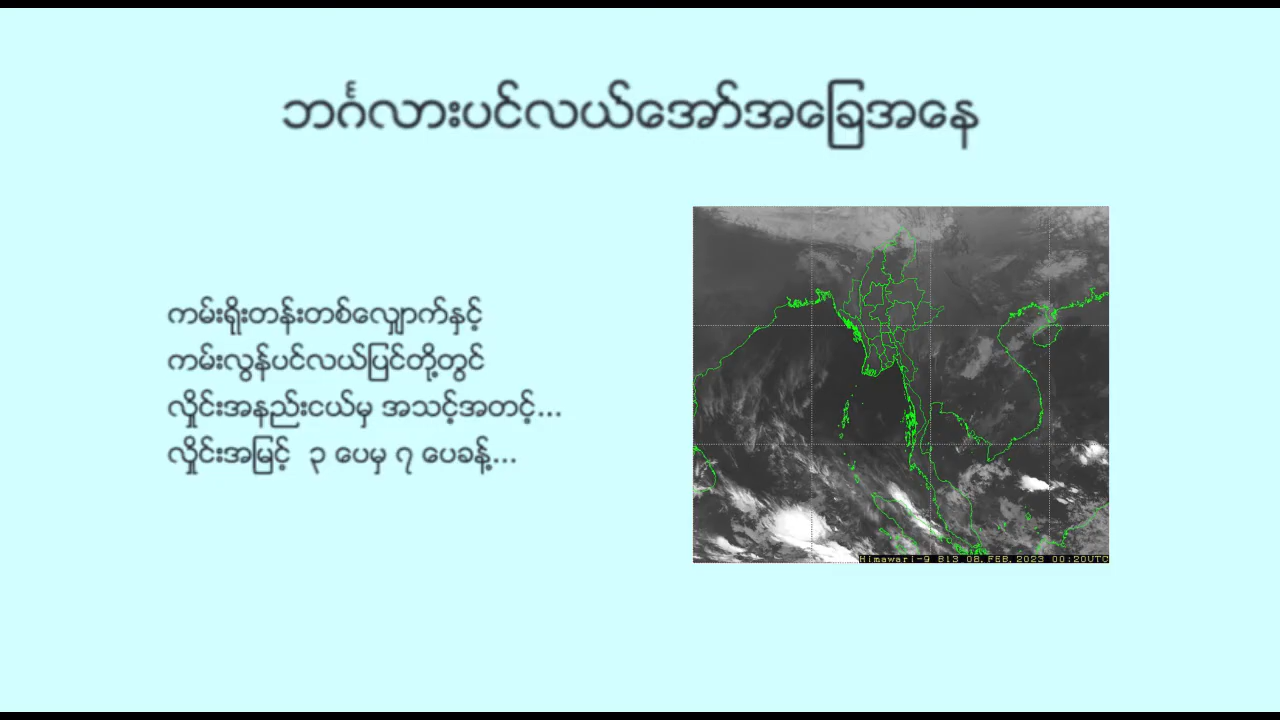 ဘင်္ဂလားပင်လယ်အော်အခြေအနေ
ကမ်းရိုးတန်းတစ်လျှောက်နှင့်
ကမ်းလွန်ပင်လယ်ပြင်တို့တွင်
လှိုင်းအနည်းငယ်မှ အသင့်အတင့်...
လှိုင်းအမြင့် ၃ ပေမှ ၇ ပေခန့်...
Himawari-9 B13 08.FEB.2023 00:20UTC